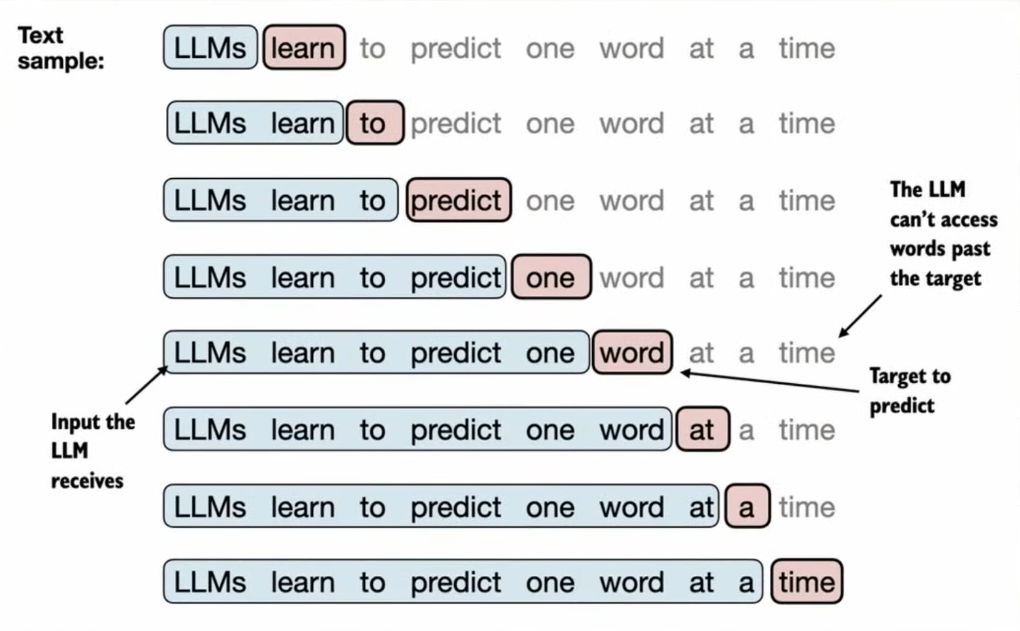 Text
sample:
LLMs learn to predict one word at a time
LLMs learn to predict one word at a time
LLMs learn to predict one word at a time
The LLM
can't access
words past
the target
LLMs learn to predict one word at a time
LLMs learn to predict one word at a time
Target to
predict
Input the
LLM
receives
LLMs learn to predict one word at a time
LLMs learn to predict one word at a time
LLMs learn to predict one word at a time